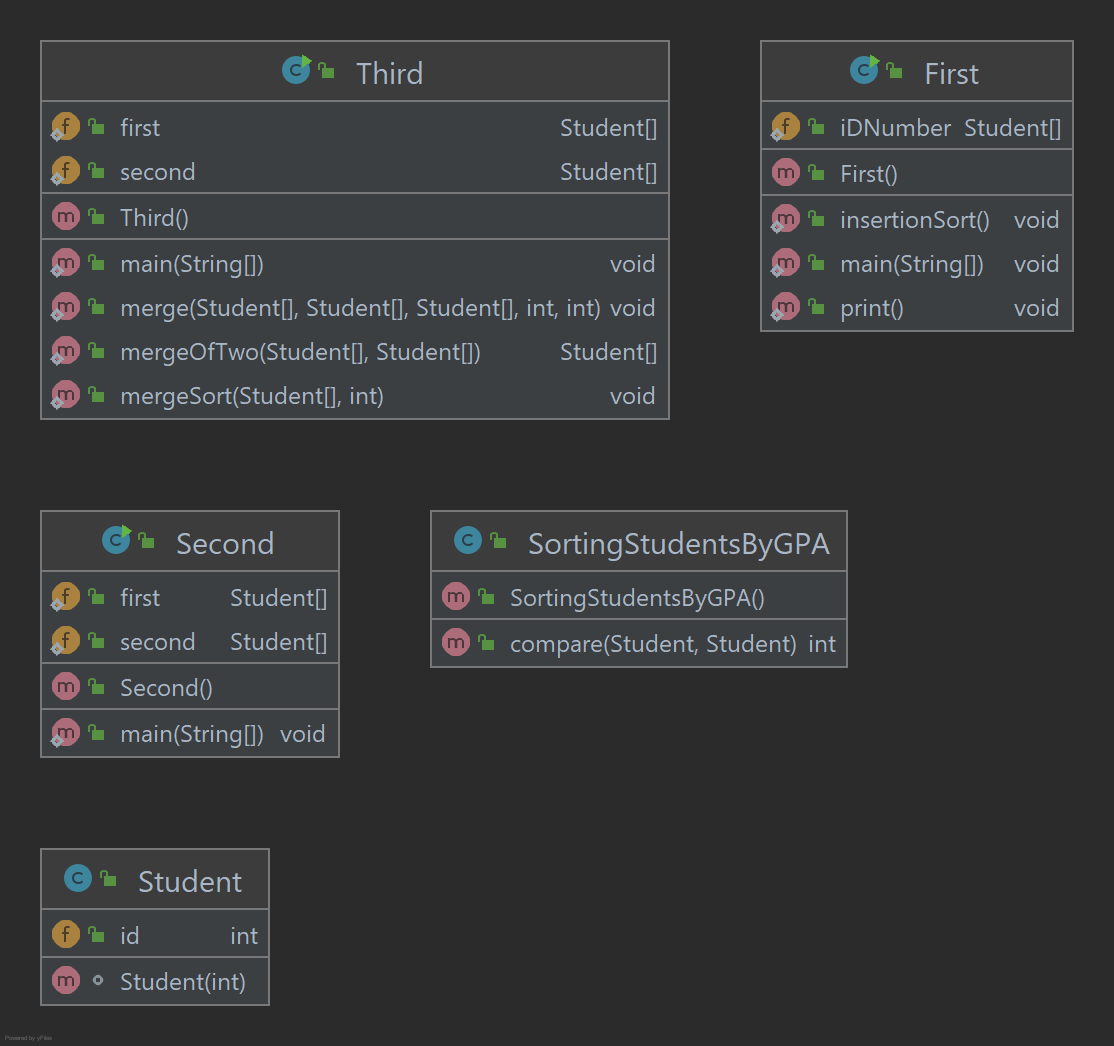 Third
first Student[]
second Student[]
Third()
main(String[]) void
merge(Student[], Student[], Student[], int, int) void
mergeOfTwo(Student[], Student[]) Student[]
mergeSort(Student[], int) void
First
iDNumber Student[]
First()
insertionSort() void
main(String[]) void
print() void
Second
first Student[]
second Student[]
Second()
main(String[]) void
SortingStudentsByGPA
SortingStudentsByGPA()
compare(Student, Student) int
Student
id int
Student(int)
Powered by yFiles